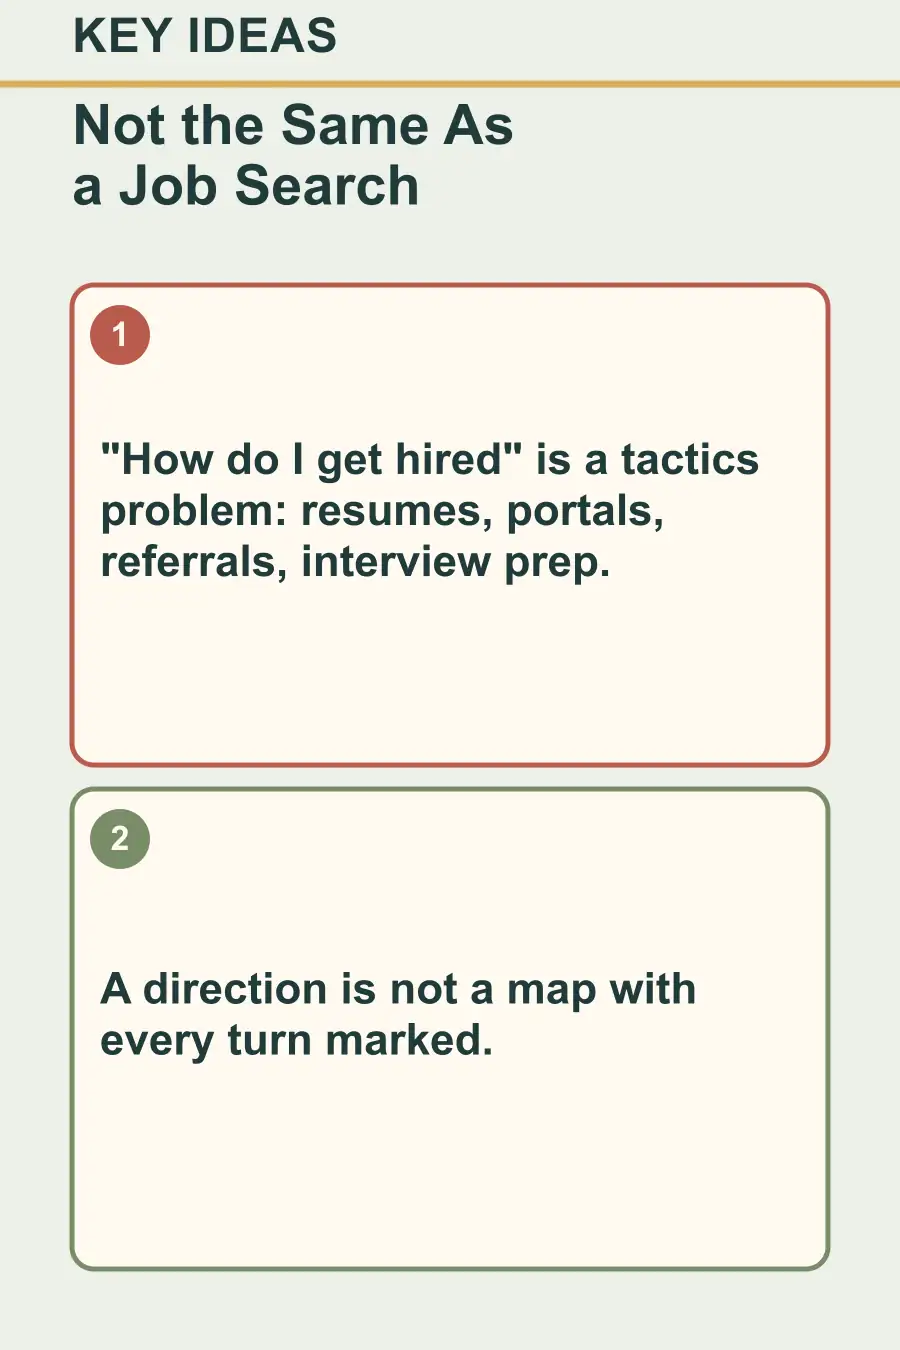 KEY IDEAS
Not the Same As
a Job Search
1
"How do I get hired" is a tactics
problem: resumes, portals,
referrals, interview prep.
2
A direction is not a map with
every turn marked.